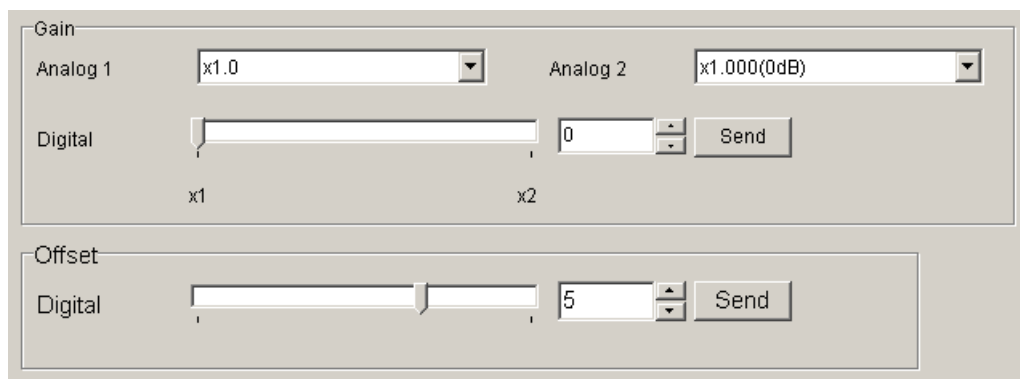 Gain
Analog 1 x1.0 Analog 2 x1.000(0dB)
Digital 0 Send
x1 x2
Offset
Digital 5 Send